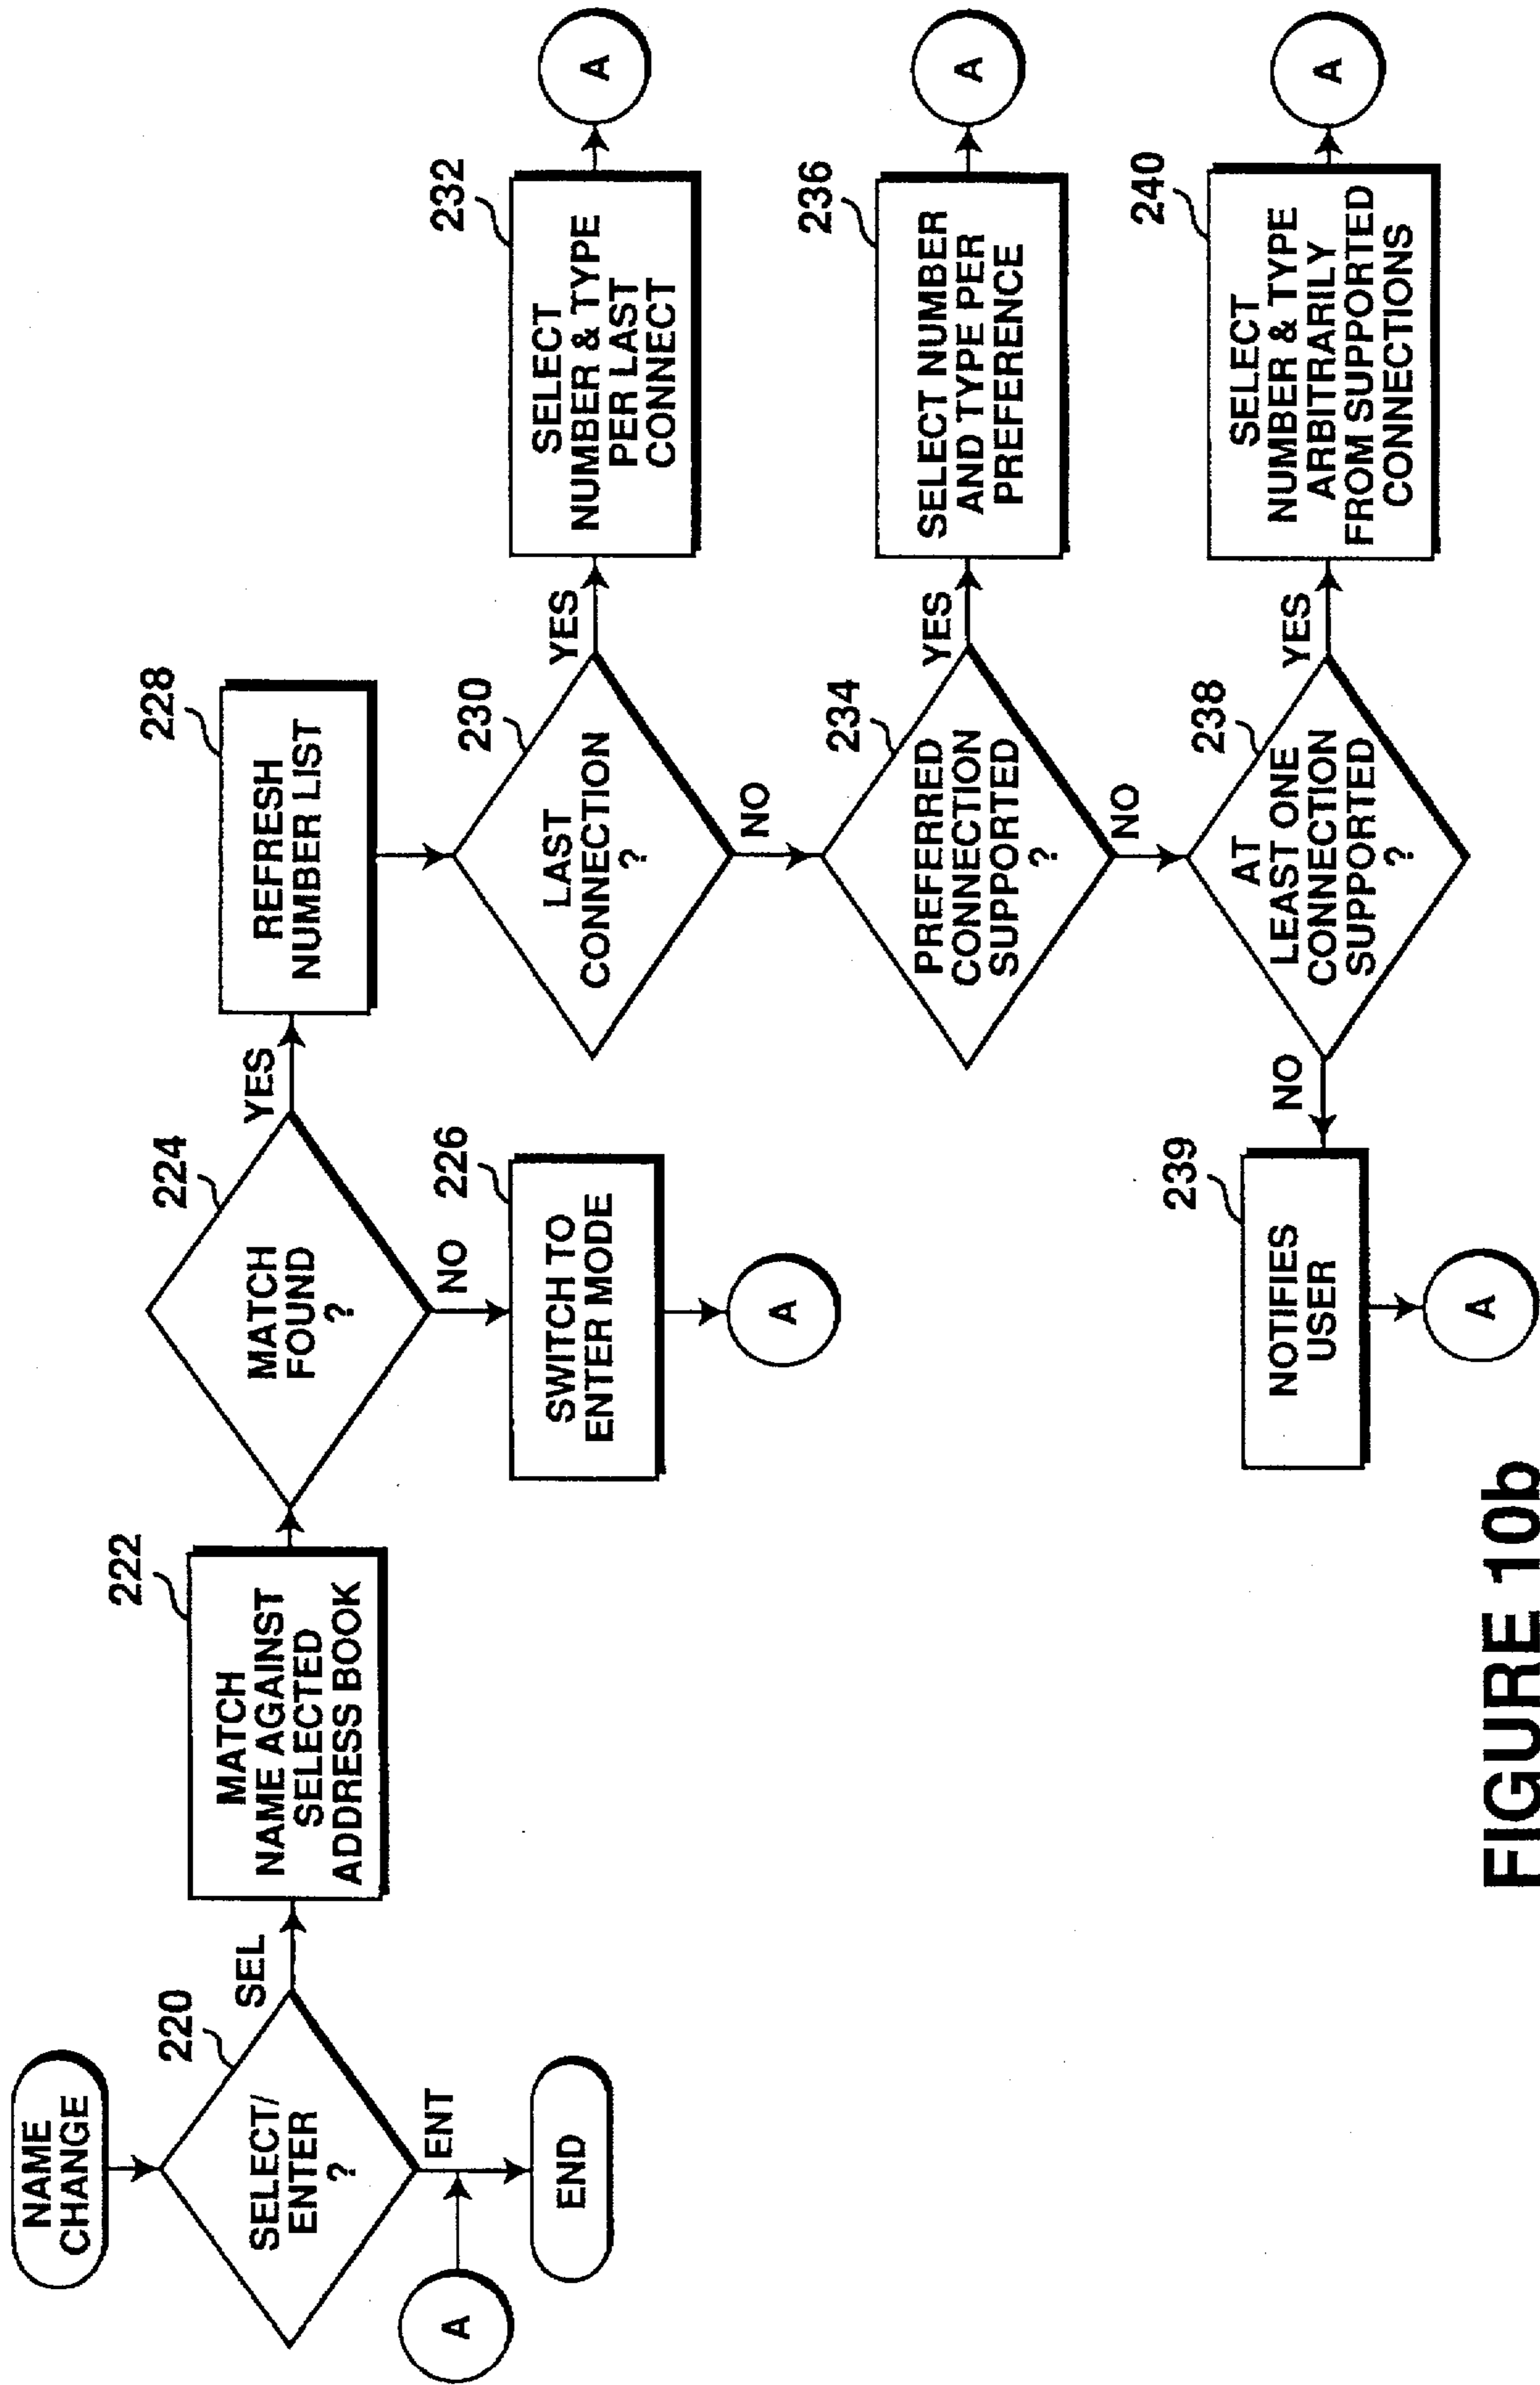 NAME
CHANGE
220
SELECT/
ENTER
?
SEL
ENT
A
END
222
MATCH
NAME AGAINST
SELECTED
ADDRESS BOOK
224
MATCH
FOUND
?
YES
NO
226
SWITCH TO
ENTER MODE
A
228
REFRESH
NUMBER LIST
230
LAST
CONNECTION
?
YES
NO
232
SELECT
NUMBER & TYPE
PER LAST
CONNECT
A
234
PREFERRED
CONNECTION
SUPPORTED
?
YES
NO
236
SELECT NUMBER
AND TYPE PER
PREFERENCE
A
238
AT
LEAST ONE
CONNECTION
SUPPORTED
?
YES
NO
240
SELECT
NUMBER & TYPE
ARBITRARILY
FROM SUPPORTED
CONNECTIONS
A
239
NOTIFIES
USER
A
FIGURE 10b